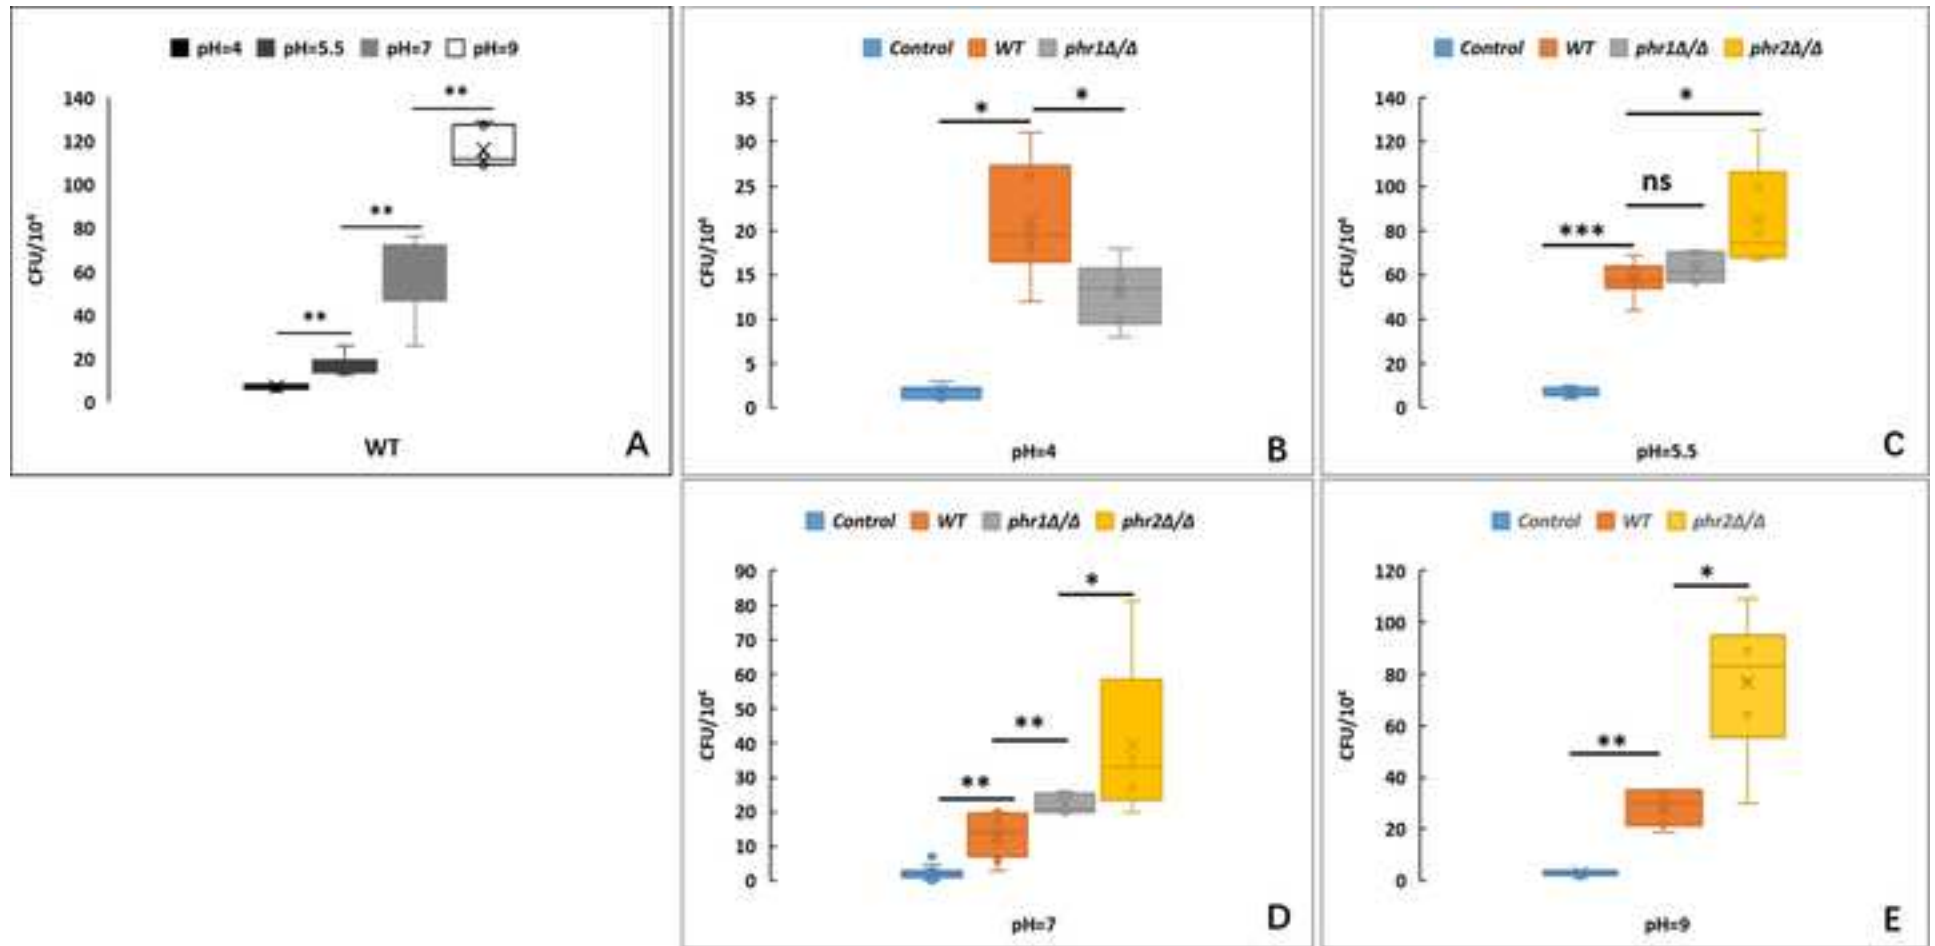 pH=4 pH=5.5 pH=7 pH=9
140
120
100
80
60
40
20
0
CFU/10⁴
**
**
**
WT
A
Control WT phr1Δ/Δ
35
30
25
20
15
10
5
0
CFU/10⁴
* *
pH=4
B
Control WT phr1Δ/Δ phr2Δ/Δ
140
120
100
80
60
40
20
0
CFU/10⁴
*
ns
***
pH=5.5
C
Control WT phr1Δ/Δ phr2Δ/Δ
90
80
70
60
50
40
30
20
10
0
CFU/10⁴
*
**
**
pH=7
D
Control WT phr2Δ/Δ
120
100
80
60
40
20
0
CFU/10⁴
*
**
pH=9
E